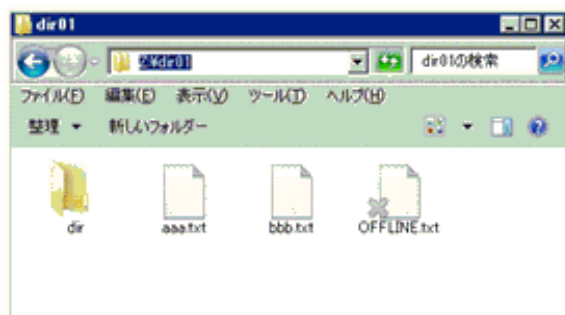 dir01
Z:¥dir01
dir01の検索
ファイル(F) 編集(E) 表示(V) ツール(T) ヘルプ(H)
整理 新しいフォルダー
dir aaa.txt bbb.txt OFFLINE.txt